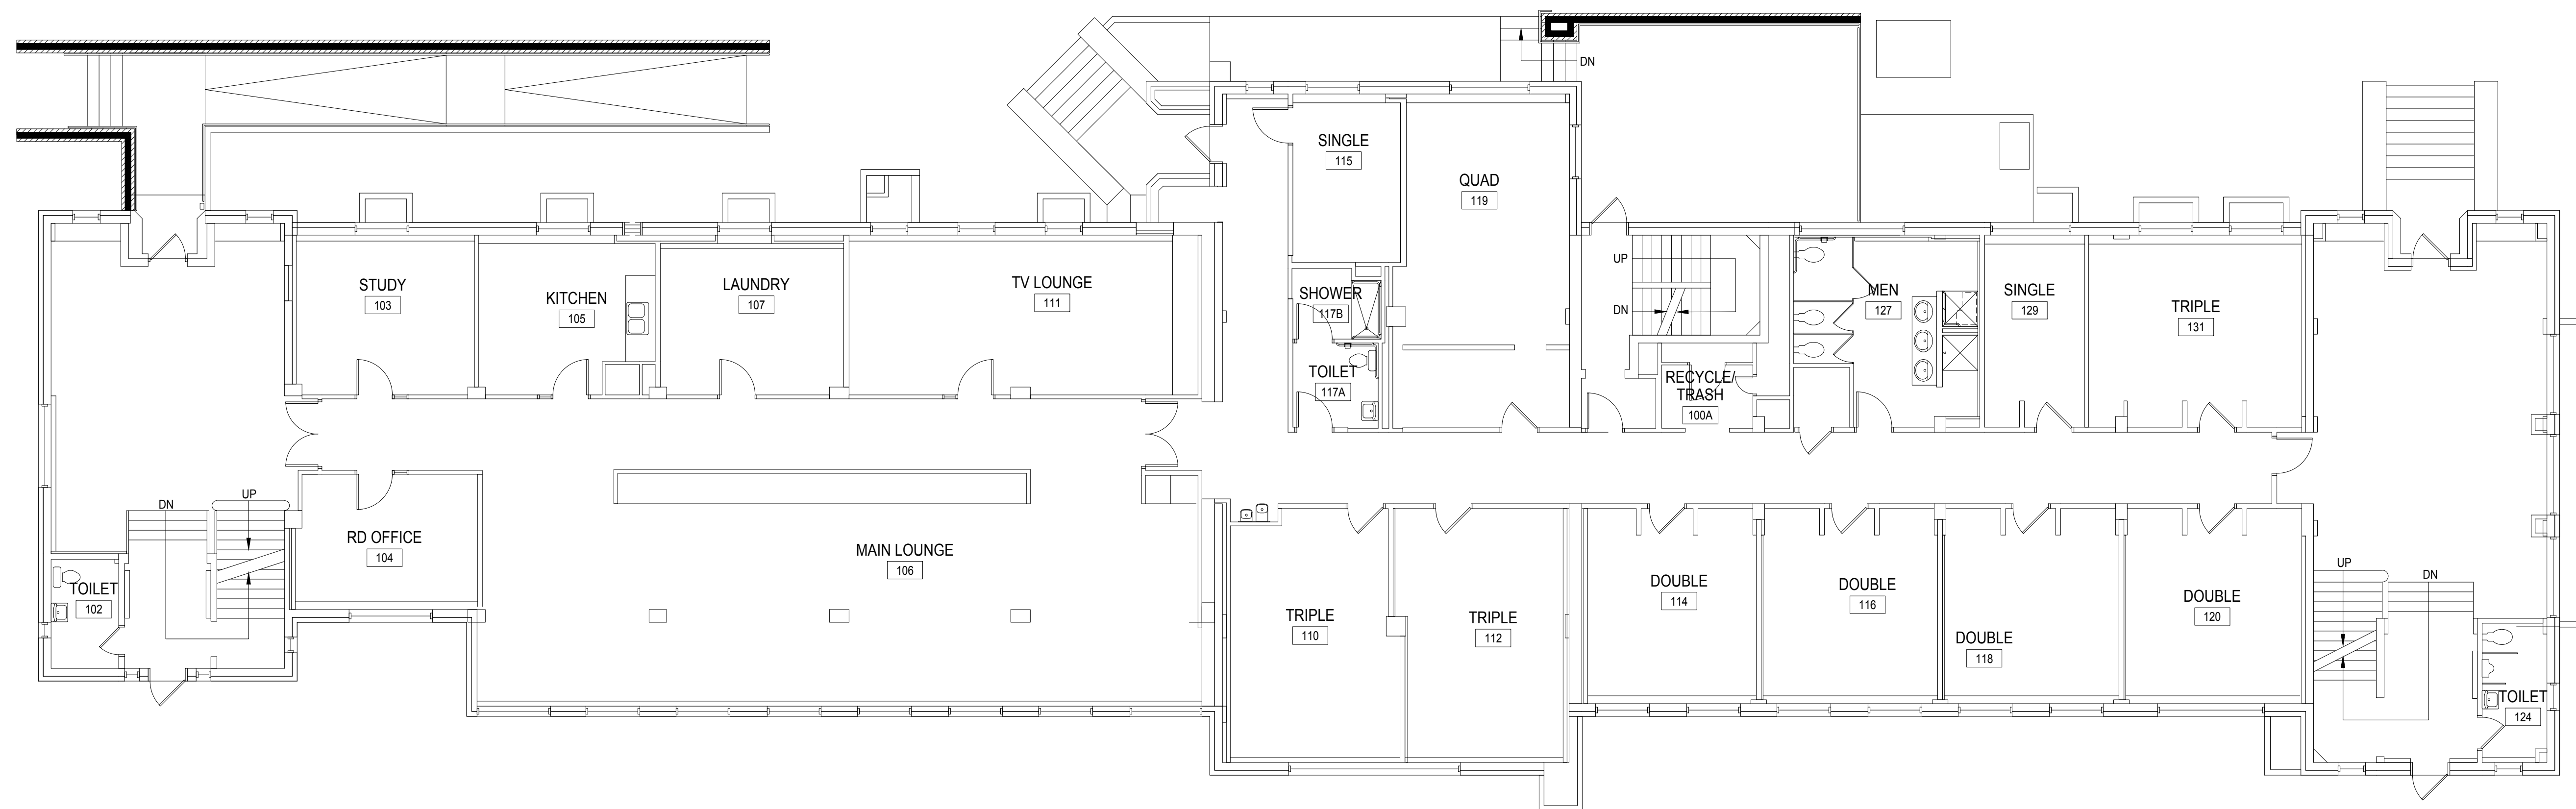 DN
SINGLE
115
QUAD
119
STUDY
103
KITCHEN
105
LAUNDRY
107
TV LOUNGE
111
SHOWER
117B
TOILET
117A
UP
DN
RECYCLE/
TRASH
100A
MEN
127
SINGLE
129
TRIPLE
131
DN
UP
TOILET
102
RD OFFICE
104
MAIN LOUNGE
106
TRIPLE
110
TRIPLE
112
DOUBLE
114
DOUBLE
116
DOUBLE
118
DOUBLE
120
UP
DN
TOILET
124